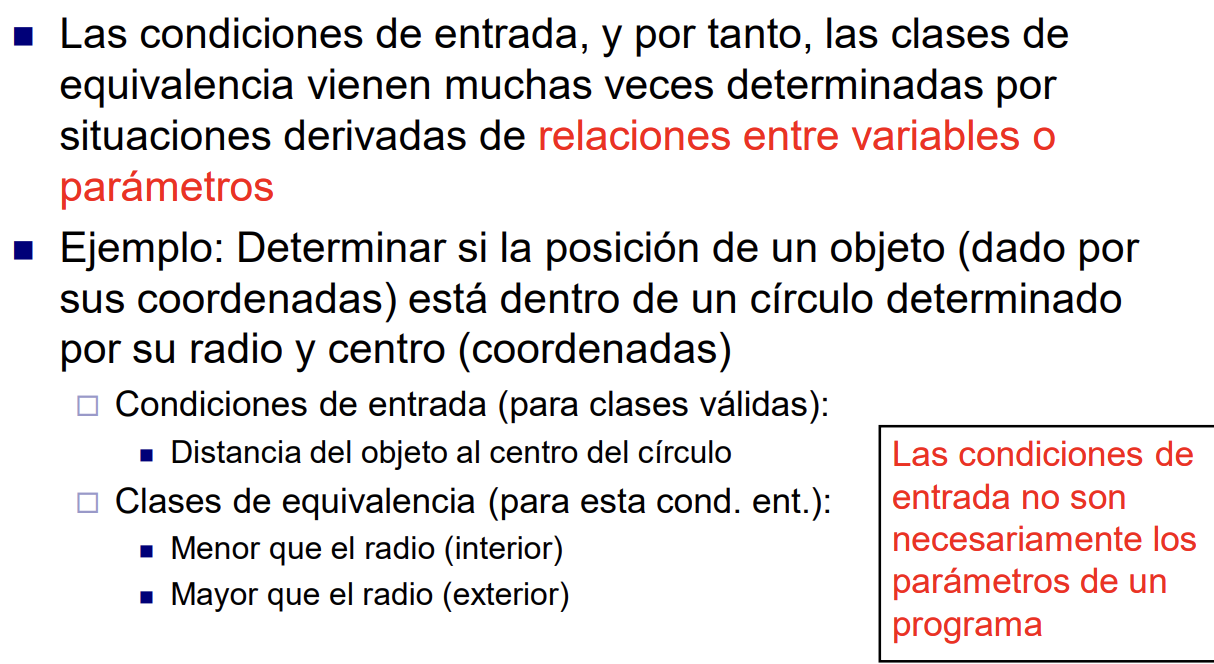 Las condiciones de entrada, y por tanto, las clases de
equivalencia vienen muchas veces determinadas por
situaciones derivadas de relaciones entre variables o
parámetros
Ejemplo: Determinar si la posición de un objeto (dado por
sus coordenadas) está dentro de un círculo determinado
por su radio y centro (coordenadas)
Condiciones de entrada (para clases válidas):
Distancia del objeto al centro del círculo
Clases de equivalencia (para esta cond. ent.):
Menor que el radio (interior)
Mayor que el radio (exterior)
Las condiciones de
entrada no son
necesariamente los
parámetros de un
programa